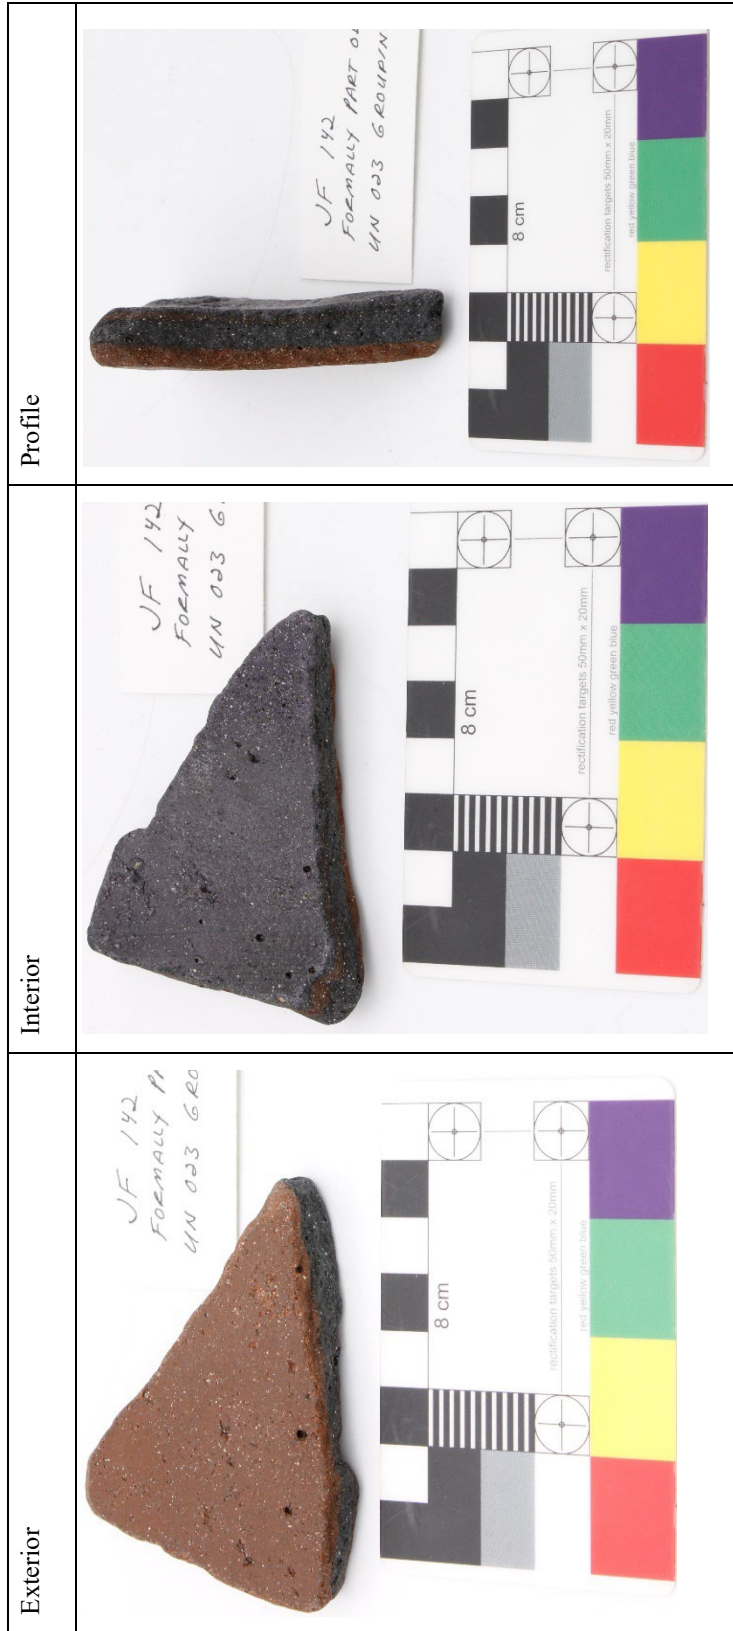 Profile
JF 142
FORMALLY PART O
UN 023 GROUPIN
8 cm
rectification targets 50mm x 20mm
red yellow green blue
Interior
JF 142
FORMALLY
UN 023 G
8 cm
rectification targets 50mm x 20mm
red yellow green blue
Exterior
JF 142
FORMALLY P
UN 023 GRO
8 cm
rectification targets 50mm x 20mm
red yellow green blue